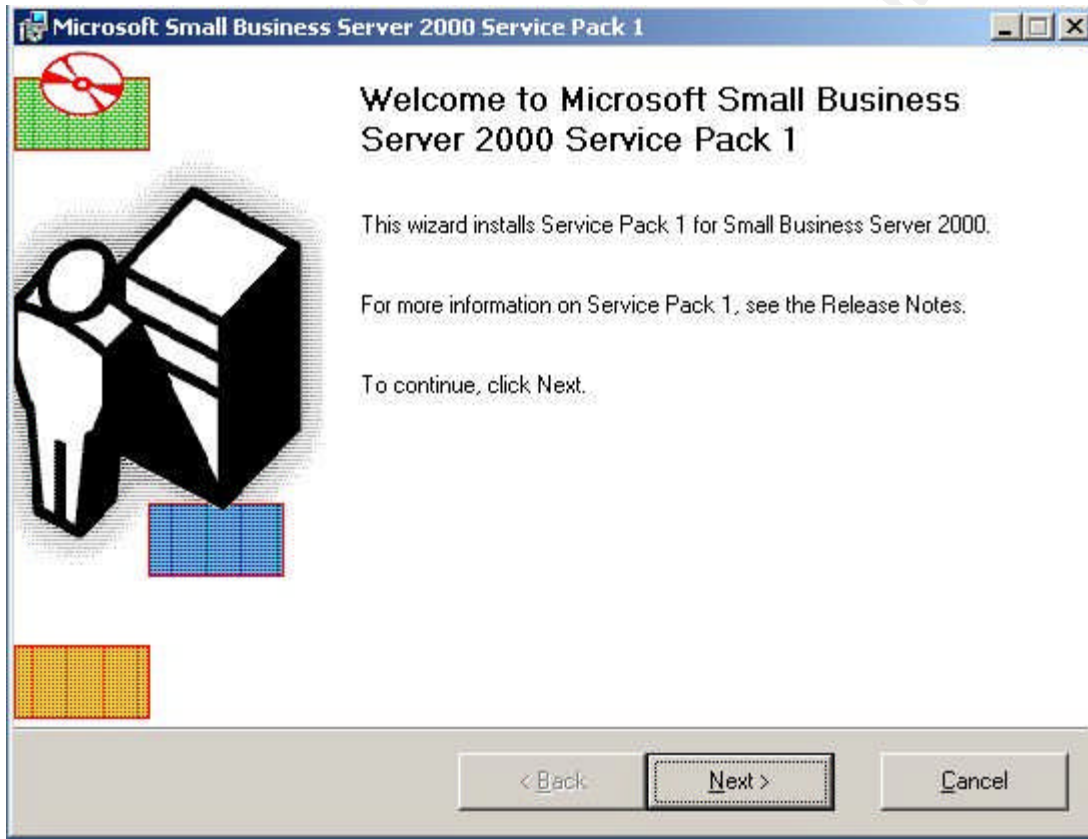 Microsoft Small Business Server 2000 Service Pack 1
Welcome to Microsoft Small Business
Server 2000 Service Pack 1
This wizard installs Service Pack 1 for Small Business Server 2000.
For more information on Service Pack 1, see the Release Notes.
To continue, click Next.
< Back
Next >
Cancel